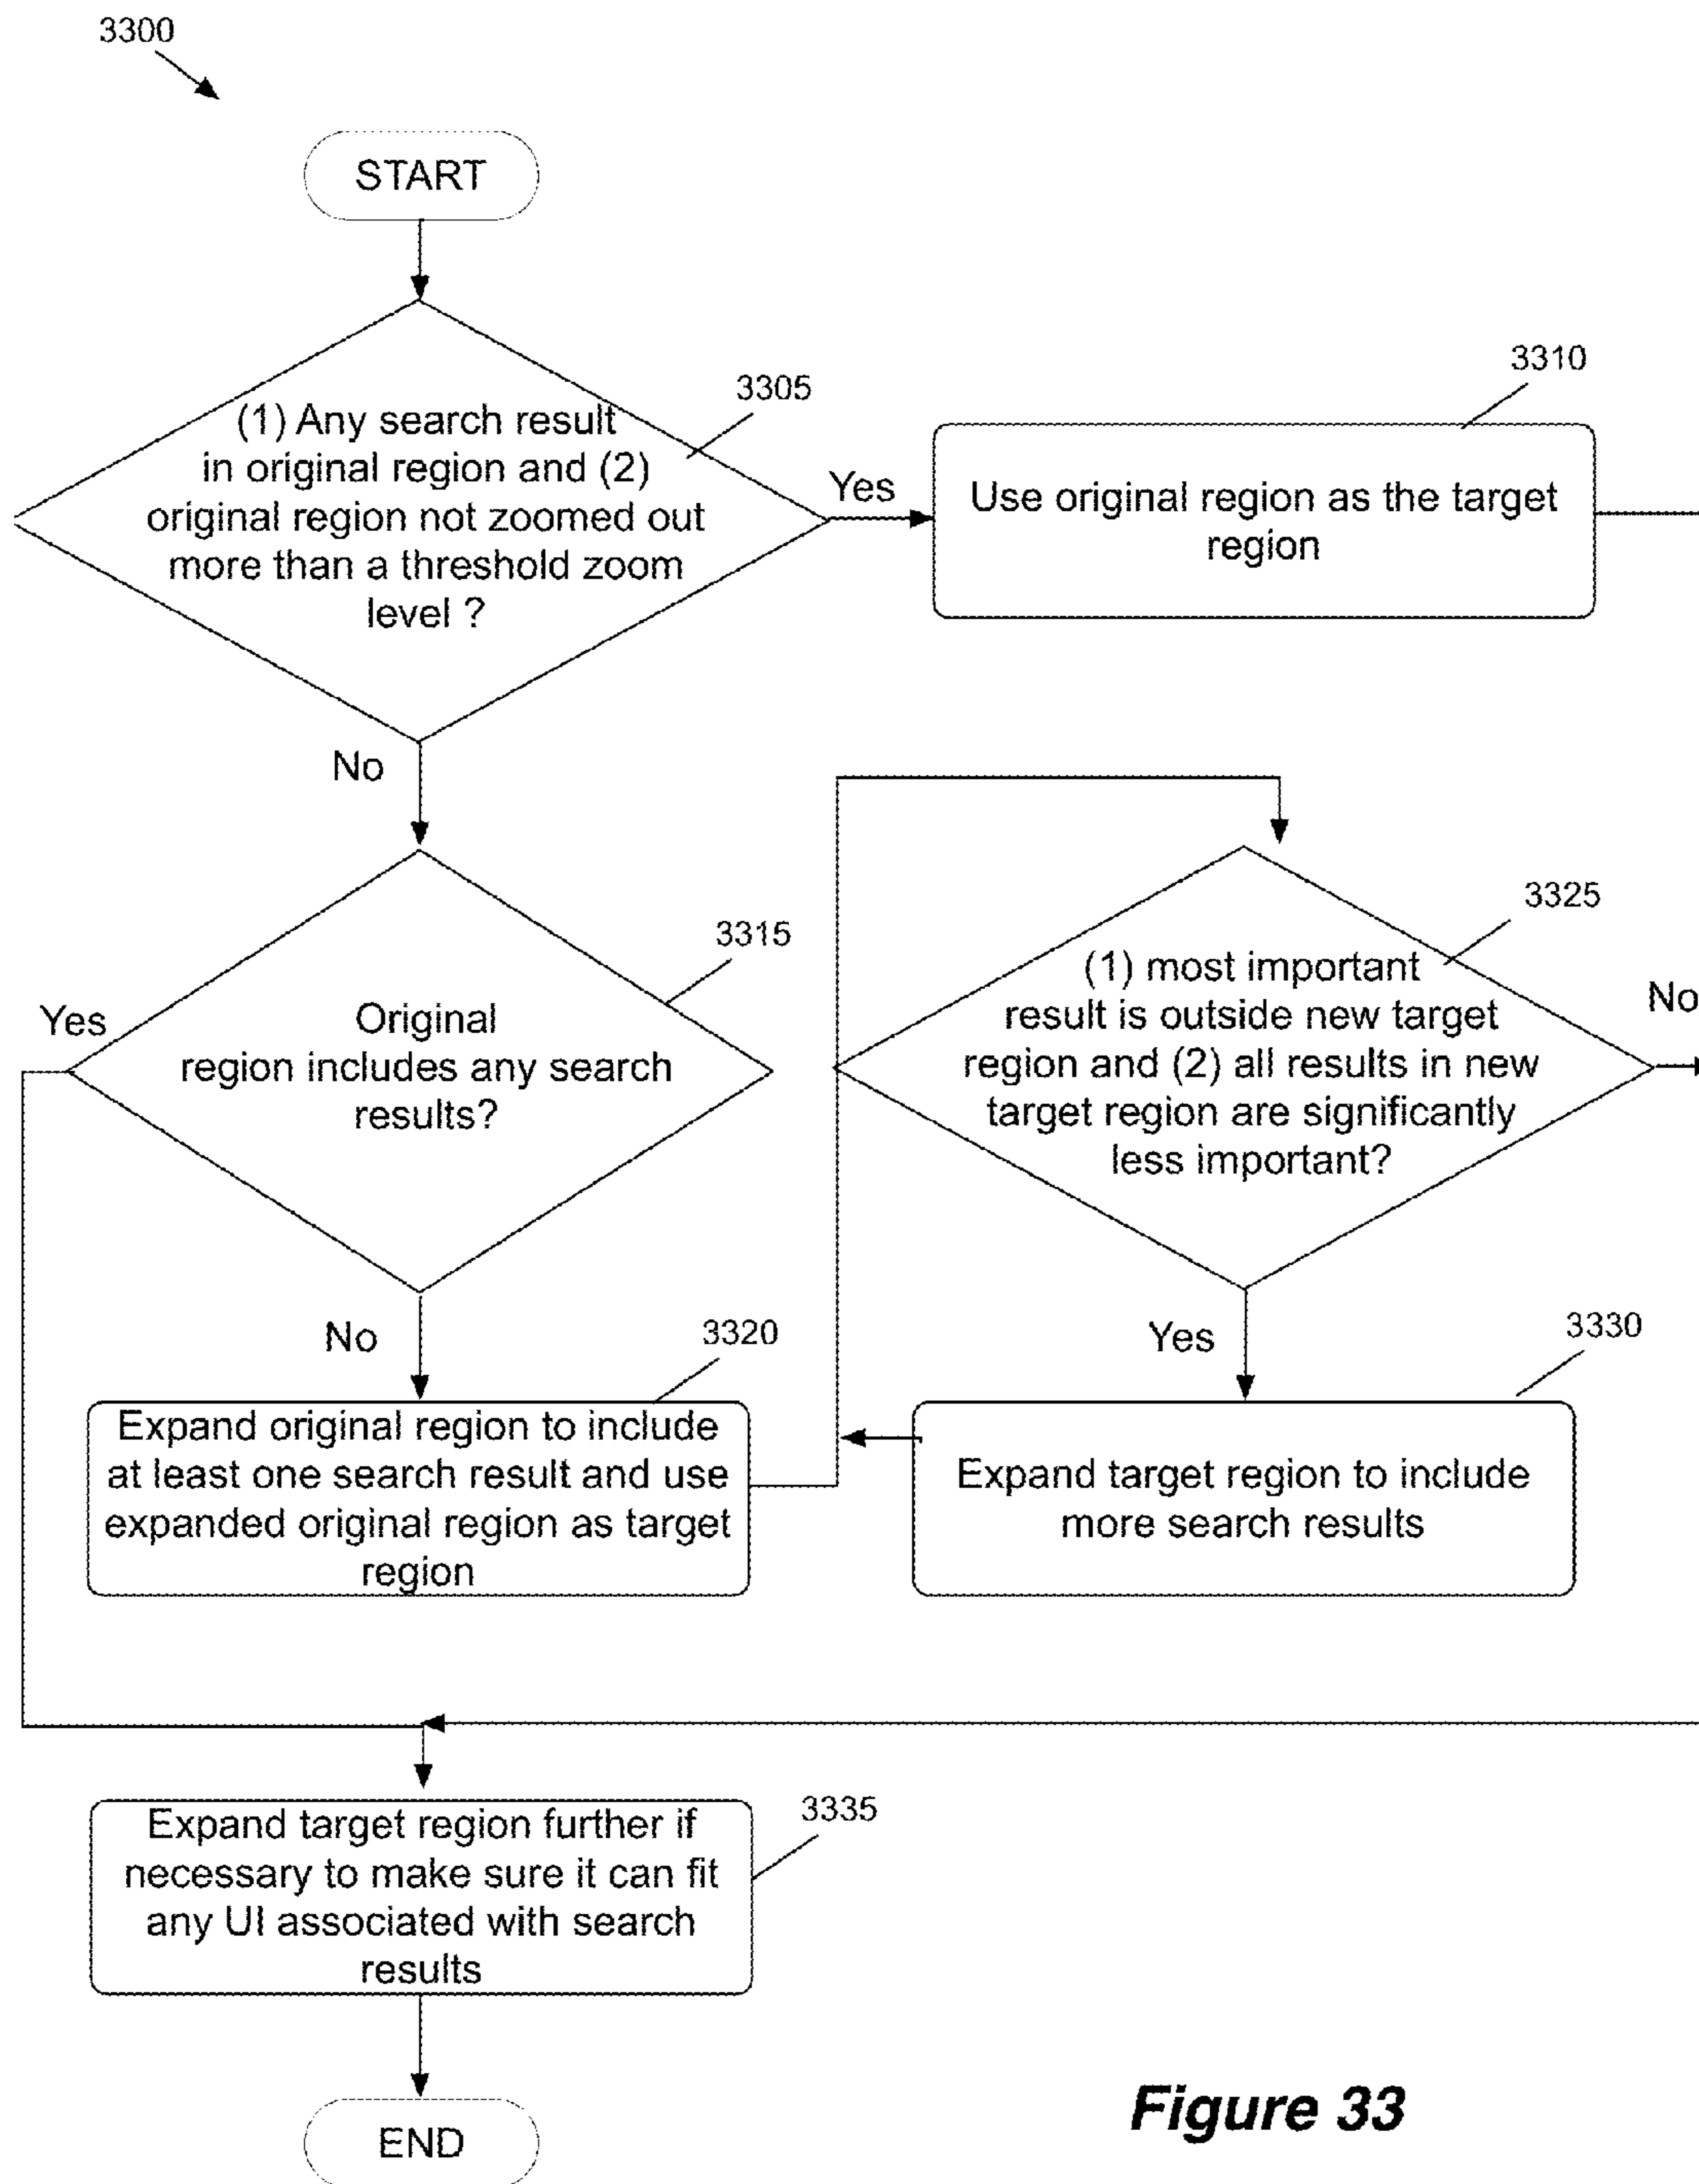 3300
START
3305
(1) Any search result
in original region and (2)
original region not zoomed out
more than a threshold zoom
level ?
Yes
3310
Use original region as the target
region
No
3315
Original
region includes any search
results?
Yes
3325
(1) most important
result is outside new target
region and (2) all results in new
target region are significantly
less important?
No
No
3320
Expand original region to include
at least one search result and use
expanded original region as target
region
Yes
3330
Expand target region to include
more search results
3335
Expand target region further if
necessary to make sure it can fit
any UI associated with search
results
END
Figure 33